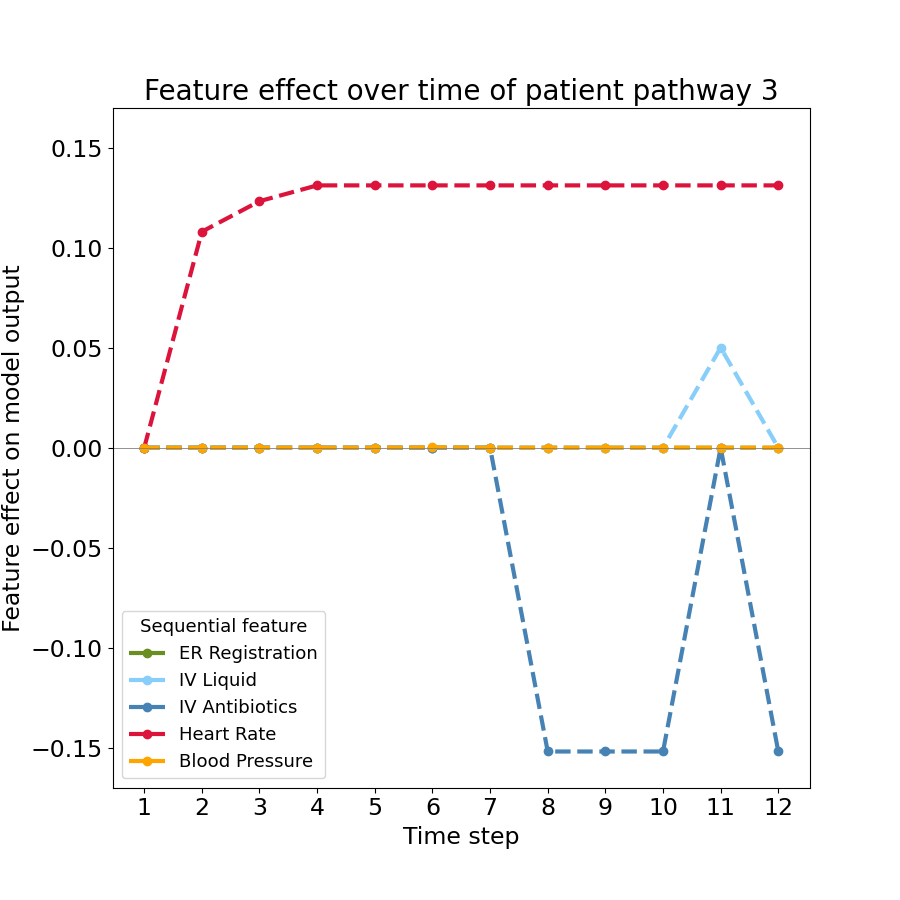 Feature effect over time of patient pathway 3
Feature effect on model output
0.15
0.10
0.05
0.00
−0.05
−0.10
−0.15
Sequential feature
ER Registration
IV Liquid
IV Antibiotics
Heart Rate
Blood Pressure
1 2 3 4 5 6 7 8 9 10 11 12
Time step